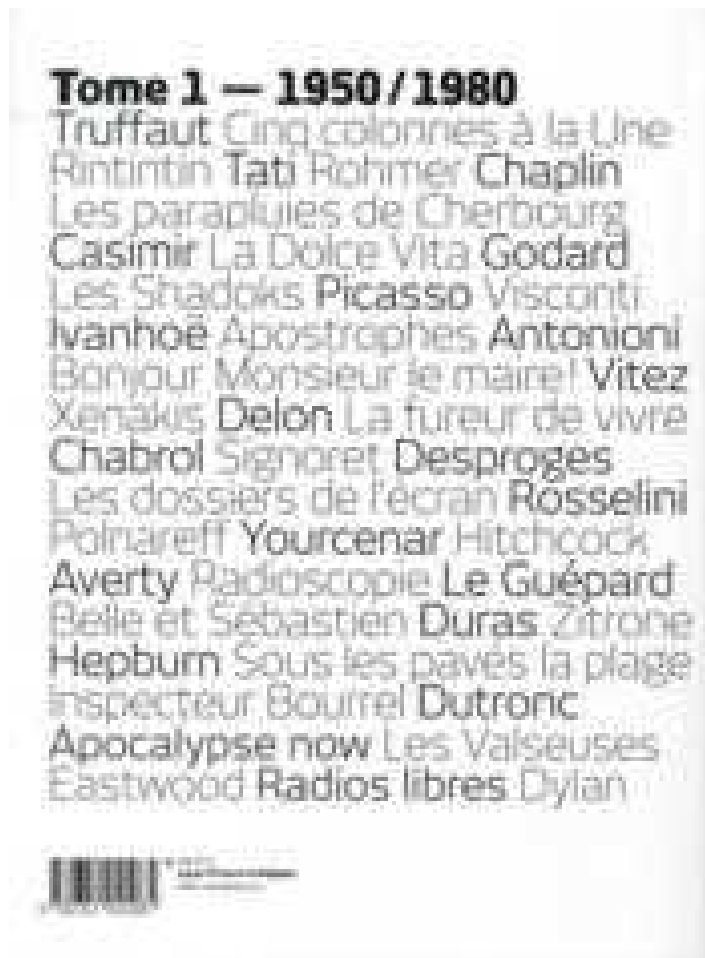 Tome 1 — 1950/1980
Truffaut Cinq colonnes à la Une
Rintintin Tati Rohmer Chaplin
Les parapluies de Cherbourg
Casimir La Dolce Vita Godard
Les Shadoks Picasso Visconti
Ivanhoë Apostrophes Antonioni
Bonjour Monsieur le maire! Vitez
Xenakis Delon La fureur de vivre
Chabrol Signoret Desproges
Les dossiers de l'écran Rosselini
Polnareff Yourcenar Hitchcock
Averty Radioscopie Le Guépard
Belle et Sébastien Duras Zitrone
Hepburn Sous les pavés la plage
Inspecteur Bourrel Dutronc
Apocalypse now Les Valseuses
Eastwood Radios libres Dylan